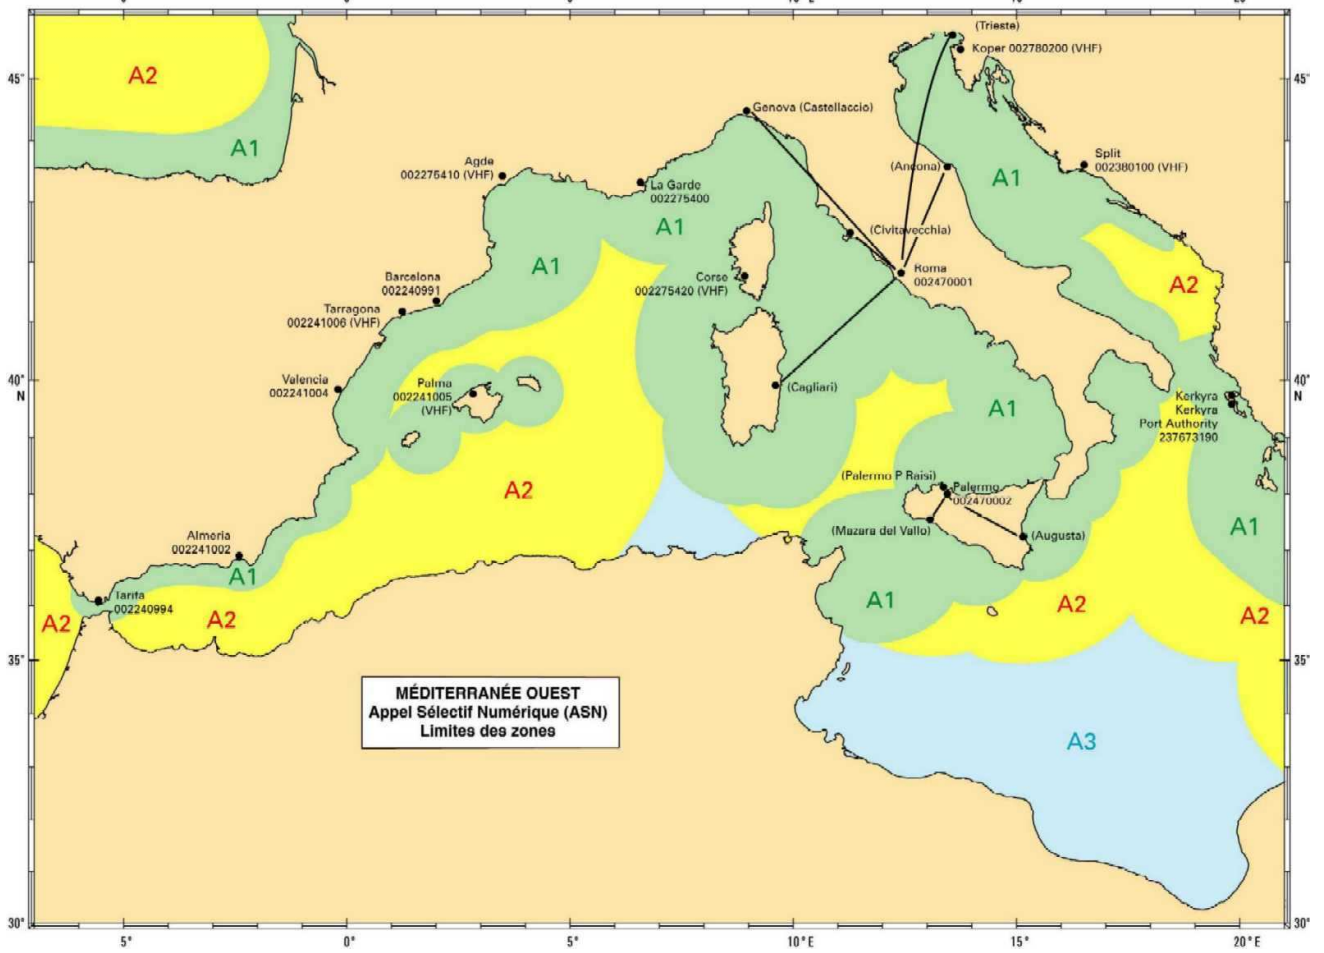 10°E
(Trieste)
Koper 002780200 (VHF)
A2
45°
45°
Genova (Castellaccio)
A1
Split
002380100 (VHF)
Agde
002275410 (VHF)
(Ancona)
A1
La Garde
002275400
A1
(Civitavecchia)
A1
Roma
002470001
Barcelona
002240991
Corse
002275420 (VHF)
A2
Tarragona
002241006 (VHF)
Valencia
002241004
Palma
002241005
(VHF)
(Cagliari)
40°
N
40°
N
Kerkyra
Kerkyra
Port Authority
237673190
A1
(Palermo P Raisi)
Palermo
002470002
A2
(Mazara del Vallo)
(Augusta)
A1
Almeria
002241002
A1
Tarifa
002240994
A2
A2
A1
A2
A2
35°
35°
MÉDITERRANÉE OUEST
Appel Sélectif Numérique (ASN)
Limites des zones
A3
30°
30°
5°
0°
5°
10°E
15°
20°E